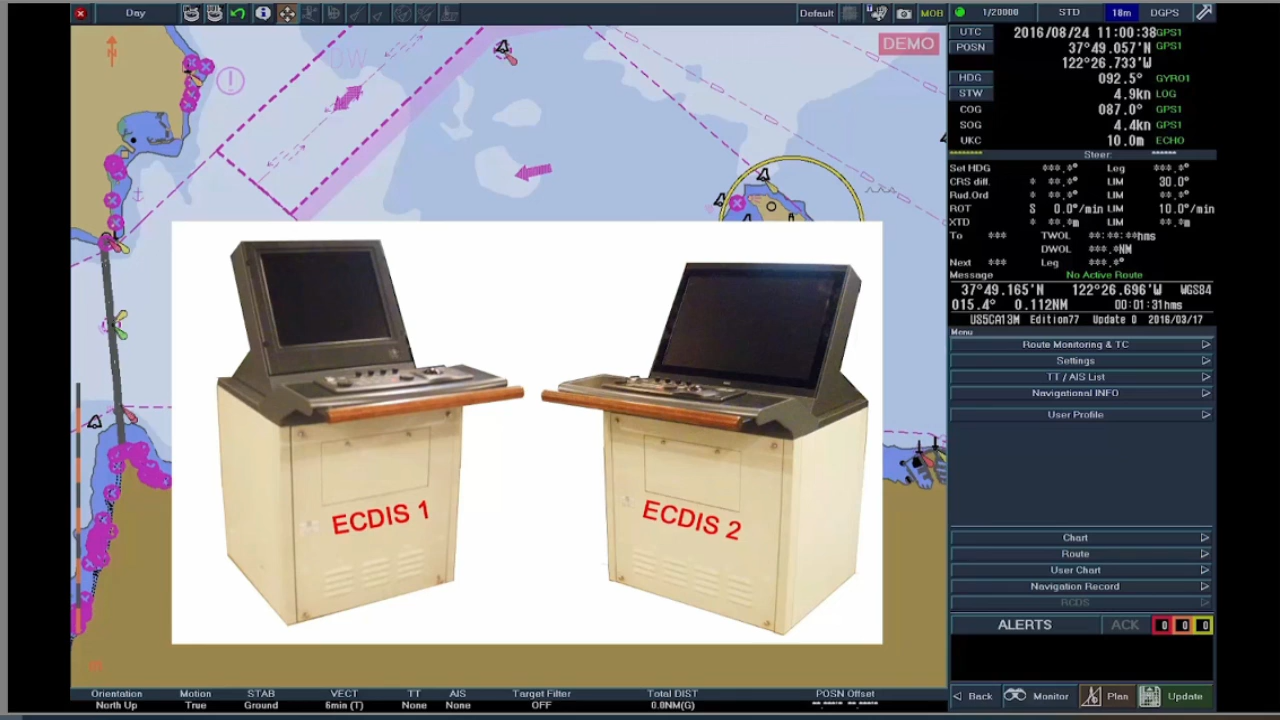 Day
Default
MOB
1/20000 STD 18m DGPS
DEMO
DW
UTC 2016/08/24 11:00:38 GPS1
POSN 37°49.057'N GPS1
122°26.733'W
HDG 092.5° GYRO1
STW 4.9kn LOG
COG 087.0° GPS1
SOG 4.4kn GPS1
UKC 10.0m ECHO
******** Steer: ******
Set HDG ***.*° Leg ***.*°
CRS diff. * **.*° LIM 30.0°
Rud.Ord * **.*° LIM **.*°
ROT S 0.0°/min LIM 10.0°/min
XTD * **.*m LIM **.*m
To *** TWOL **:**:**hms
DWOL ***.*NM
Next *** Leg ***.*°
Message No Active Route
37°49.165'N 122°26.696'W WGS84
015.4° 0.112NM 00:01:31hms
US5CA13M Edition77 Update 0 2016/03/17
Menu
Route Monitoring & TC
Settings
TT / AIS List
Navigational INFO
User Profile
Chart
Route
User Chart
Navigation Record
RCDS
ALERTS ACK 0 0 0
Back Monitor Plan Update
ECDIS 1
ECDIS 2
Orientation Motion STAB VECT TT AIS Target Filter Total DIST POSN Offset
North Up True Ground 6min (T) None None OFF 0.0NM(G) **.**'* **.**'*